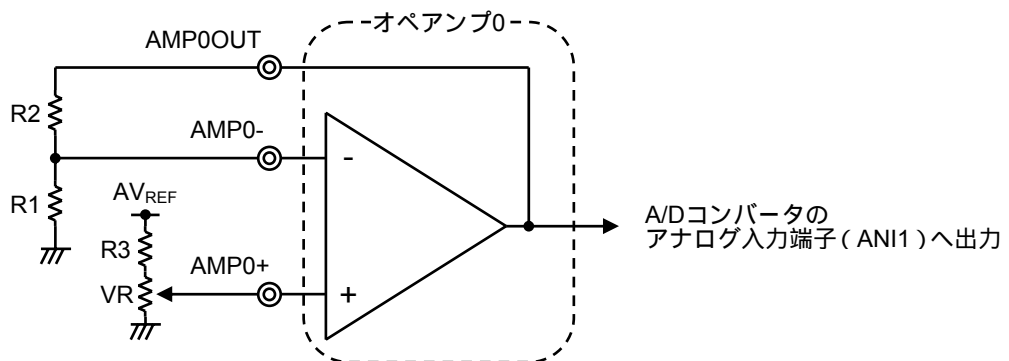 オペアンプ0
AMP0OUT
R2
AMP0-
-
R1
AVREF
R3
AMP0+
VR
+
A/Dコンバータの
アナログ入力端子(ANI1)へ出力